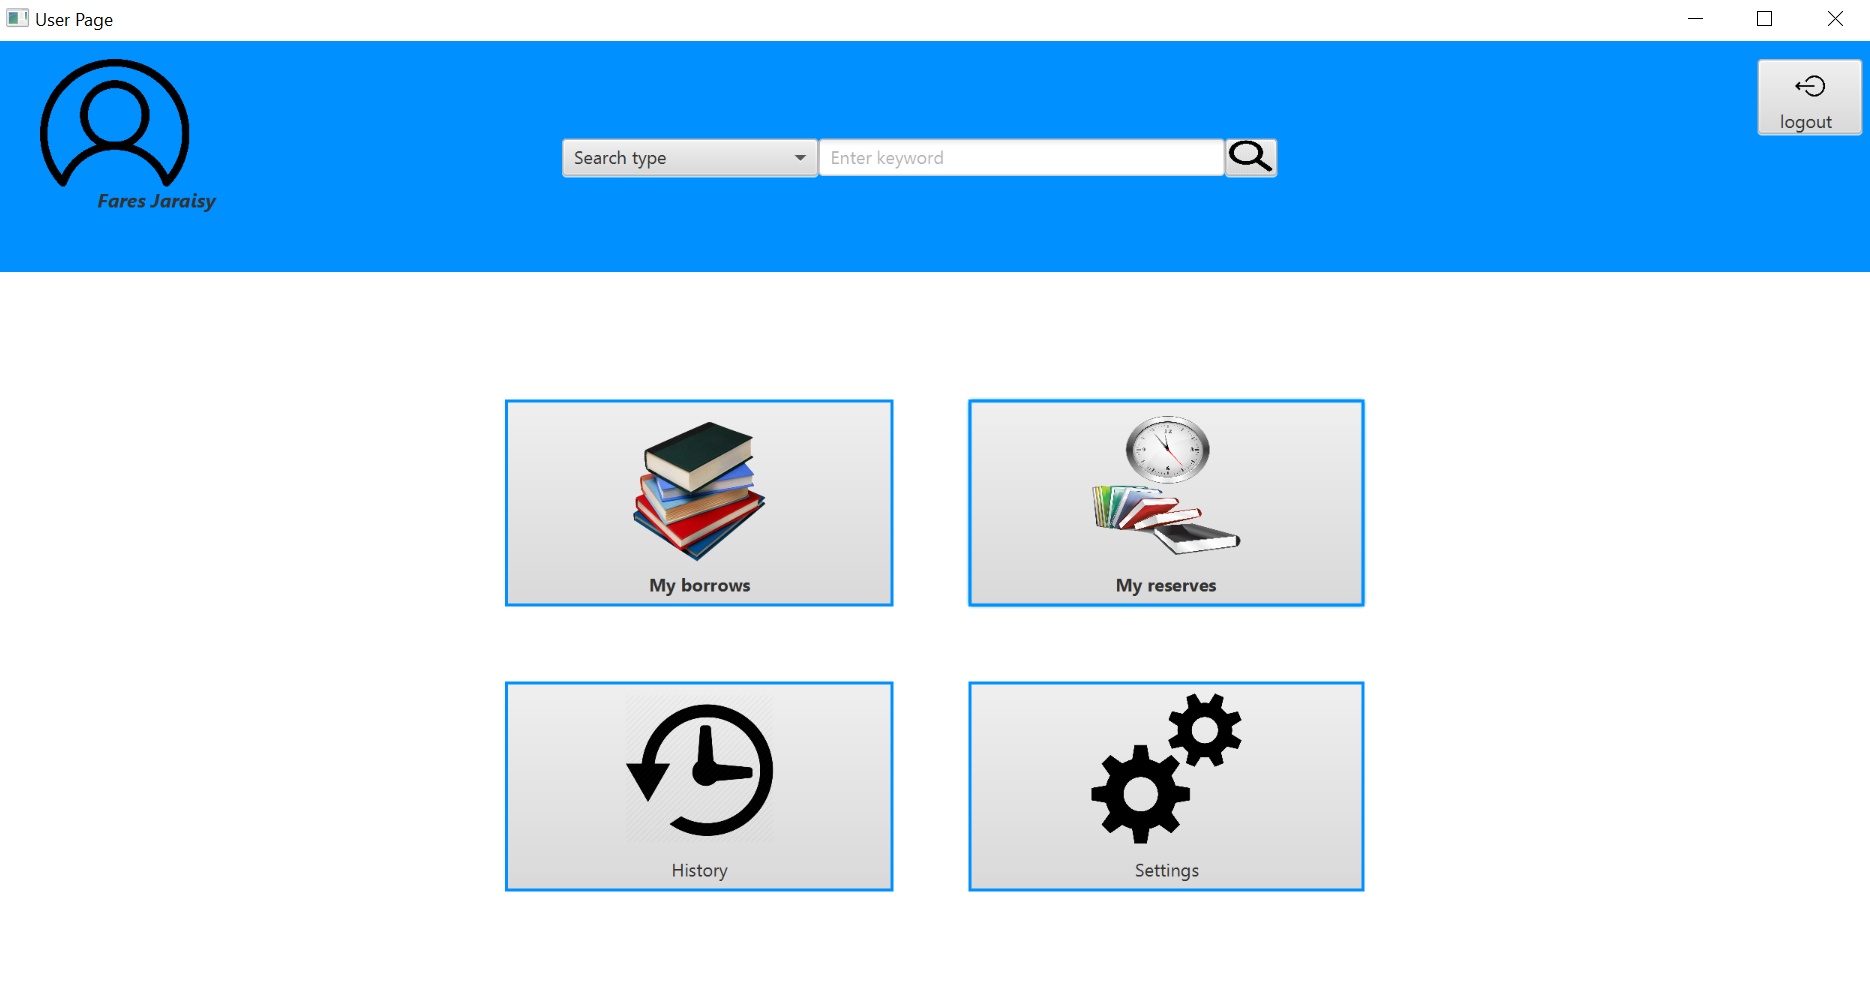 User Page
logout
Search type
Enter keyword
Fares Jaraisy
My borrows
My reserves
History
Settings